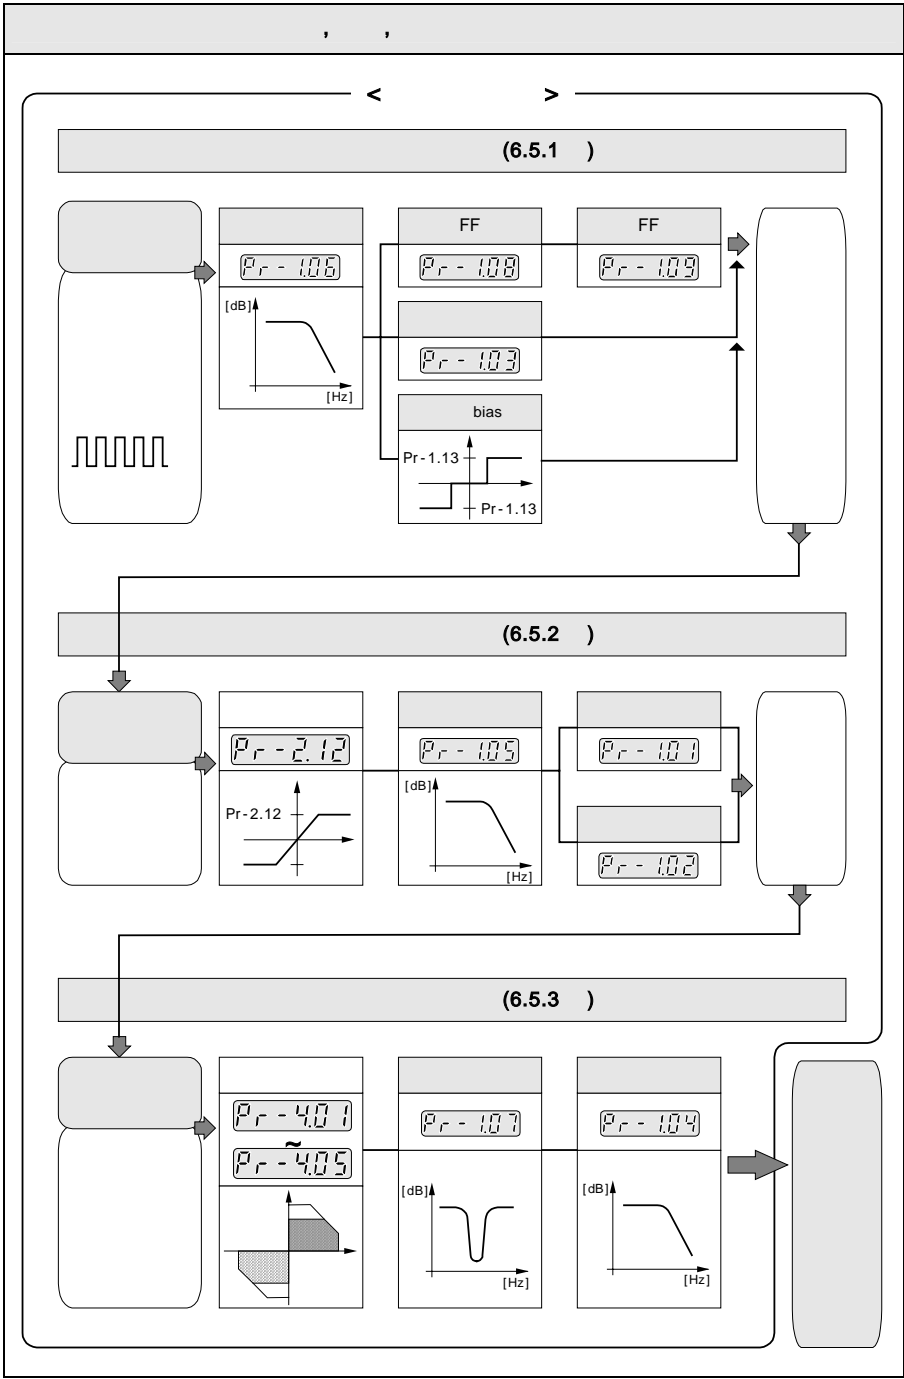 , ,
< >
(6.5.1 )
FF FF
Pr - 1.06 Pr - 1.08 Pr - 1.09
[dB]
[Hz]
Pr - 1.03
bias
Pr-1.13
Pr-1.13
(6.5.2 )
Pr - 2.12 Pr - 1.05 Pr - 1.01
Pr-2.12
[dB]
[Hz]
Pr - 1.02
(6.5.3 )
Pr - 4.01 Pr - 1.07 Pr - 1.04
~
Pr - 4.05
[dB] [dB]
[Hz] [Hz]